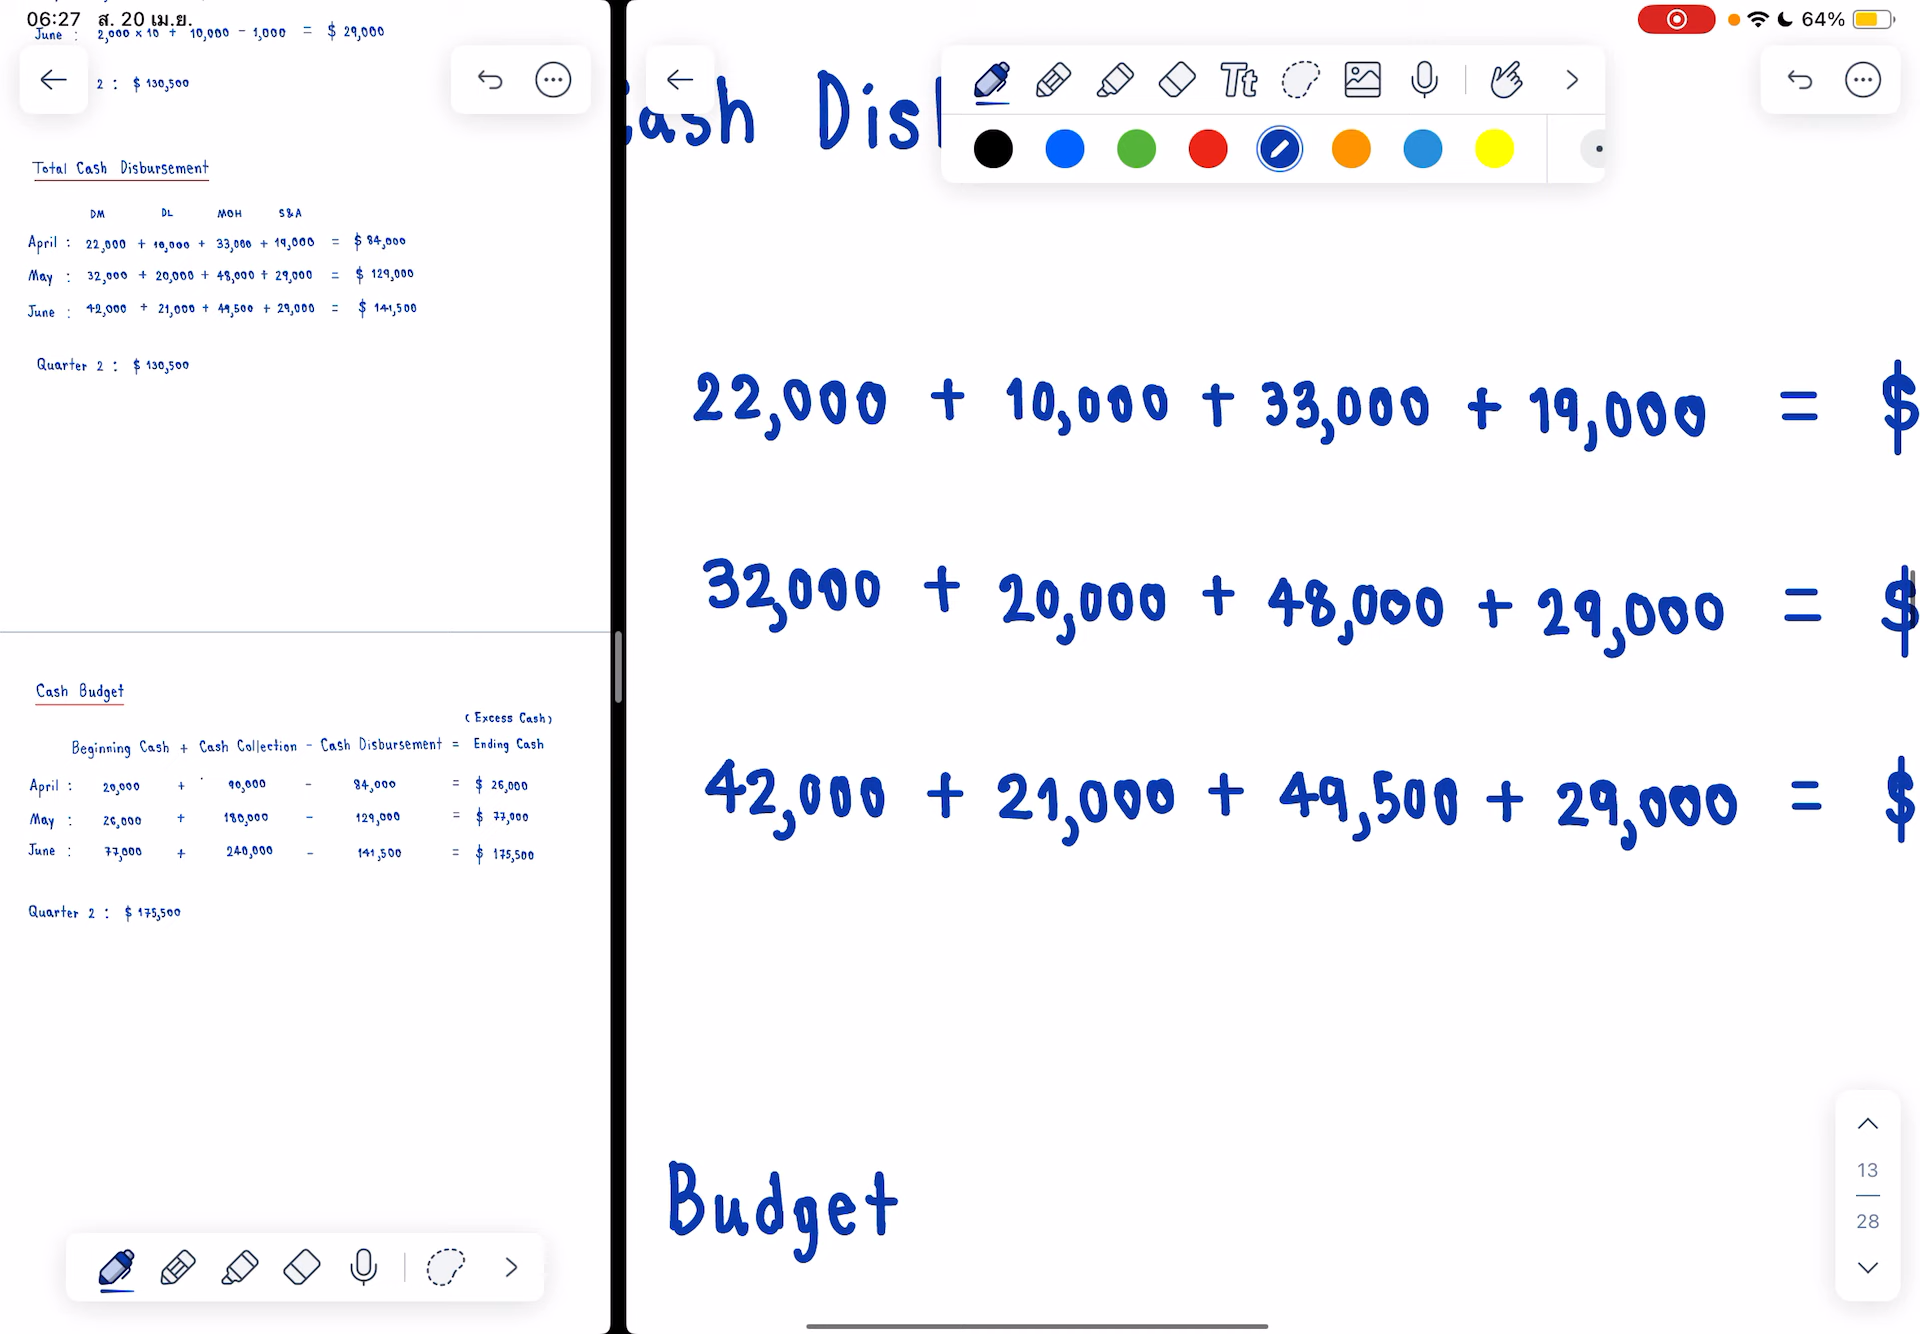 06:27 ส. 20 เม.ย.
64%
June : 2,000 × 10 + 10,000 - 1,000 = $ 29,000
2 : $ 130,500
Total Cash Disbursement
DM DL MOH S&A
April : 22,000 + 10,000 + 33,000 + 19,000 = $ 84,000
May : 32,000 + 20,000 + 48,000 + 29,000 = $ 129,000
June : 42,000 + 21,000 + 49,500 + 29,000 = $ 141,500
Quarter 2 : $ 130,500
Cash Budget
(Excess Cash)
Beginning Cash + Cash Collection - Cash Disbursement = Ending Cash
April : 20,000 + 90,000 - 84,000 = $ 26,000
May : 26,000 + 180,000 - 129,000 = $ 77,000
June : 77,000 + 240,000 - 141,500 = $ 175,500
Quarter 2 : $ 175,500
Tt
Cash Dis
22,000 + 10,000 + 33,000 + 19,000 = $
32,000 + 20,000 + 48,000 + 29,000 = $
42,000 + 21,000 + 49,500 + 29,000 = $
Budget
13
28